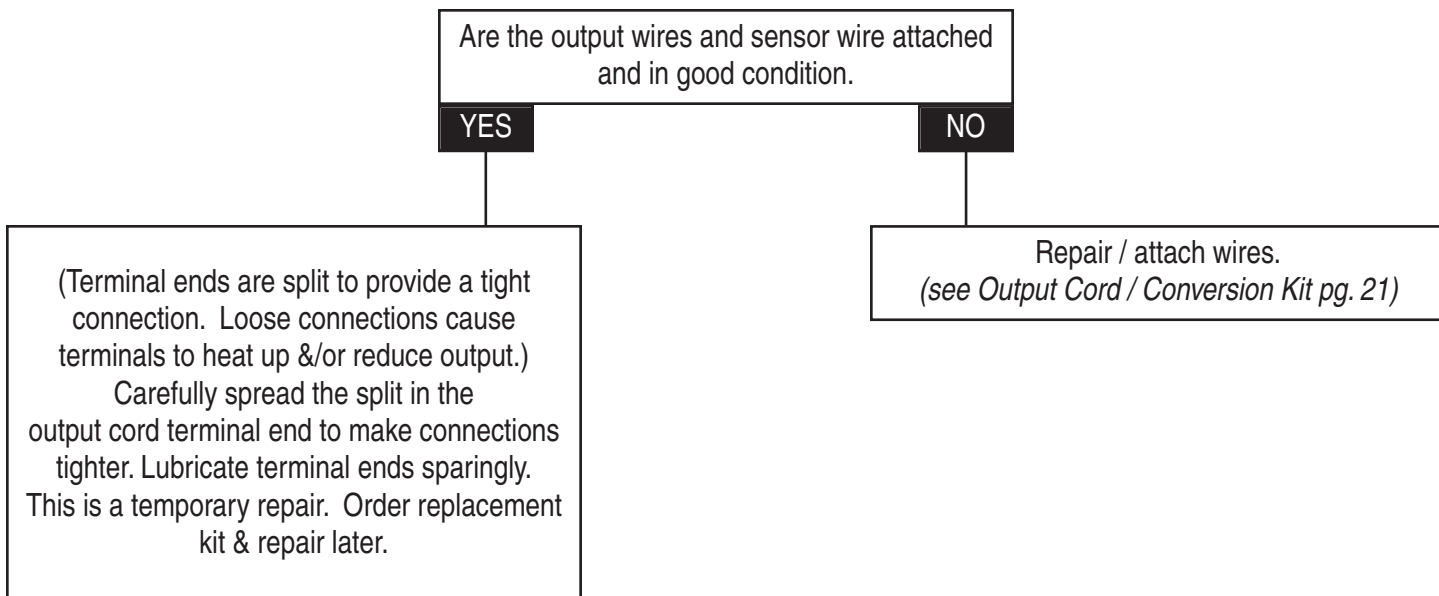 Are the output wires and sensor wire attached
and in good condition.
YES
NO
(Terminal ends are split to provide a tight
connection. Loose connections cause
terminals to heat up &/or reduce output.)
Carefully spread the split in the
output cord terminal end to make connections
tighter. Lubricate terminal ends sparingly.
This is a temporary repair. Order replacement
kit & repair later.
Repair / attach wires.
(see Output Cord / Conversion Kit pg. 21)